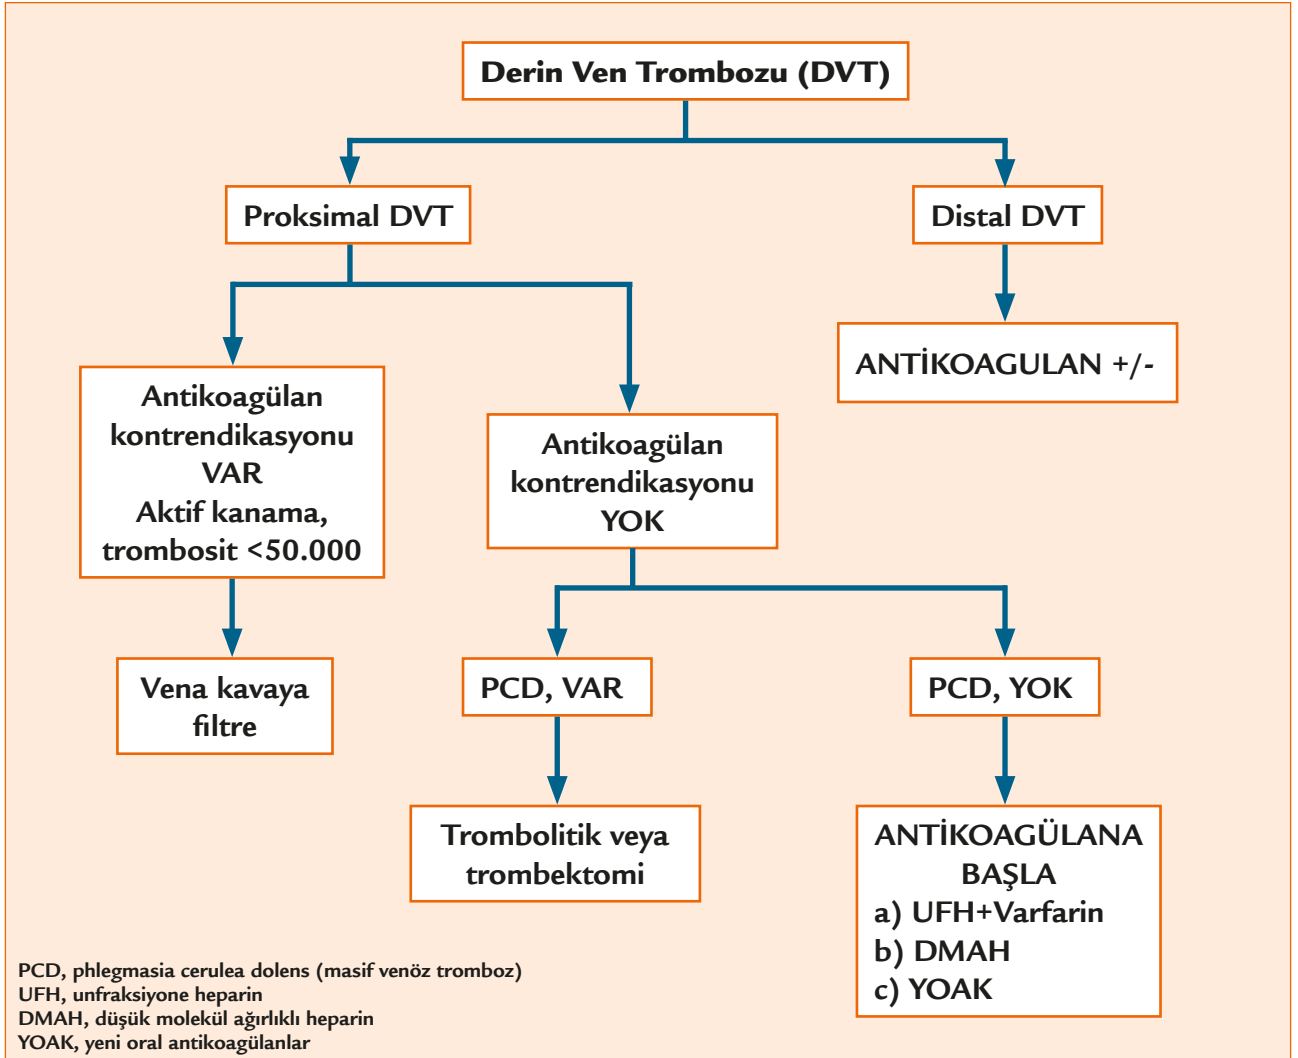 Derin Ven Trombozu (DVT)
Proksimal DVT
Distal DVT
ANTİKOAGULAN +/-
Antikoagülan
kontrendikasyonu
VAR
Aktif kanama,
trombosit <50.000
Antikoagülan
kontrendikasyonu
YOK
Vena kavaya
filtre
PCD, VAR
PCD, YOK
Trombolitik veya
trombektomi
ANTİKOAGÜLANA
BAŞLA
a) UFH+Varfarin
b) DMAH
c) YOAK
PCD, phlegmasia cerulea dolens (masif venöz tromboz)
UFH, unfraksiyone heparin
DMAH, düşük molekül ağırlıklı heparin
YOAK, yeni oral antikoagülanlar